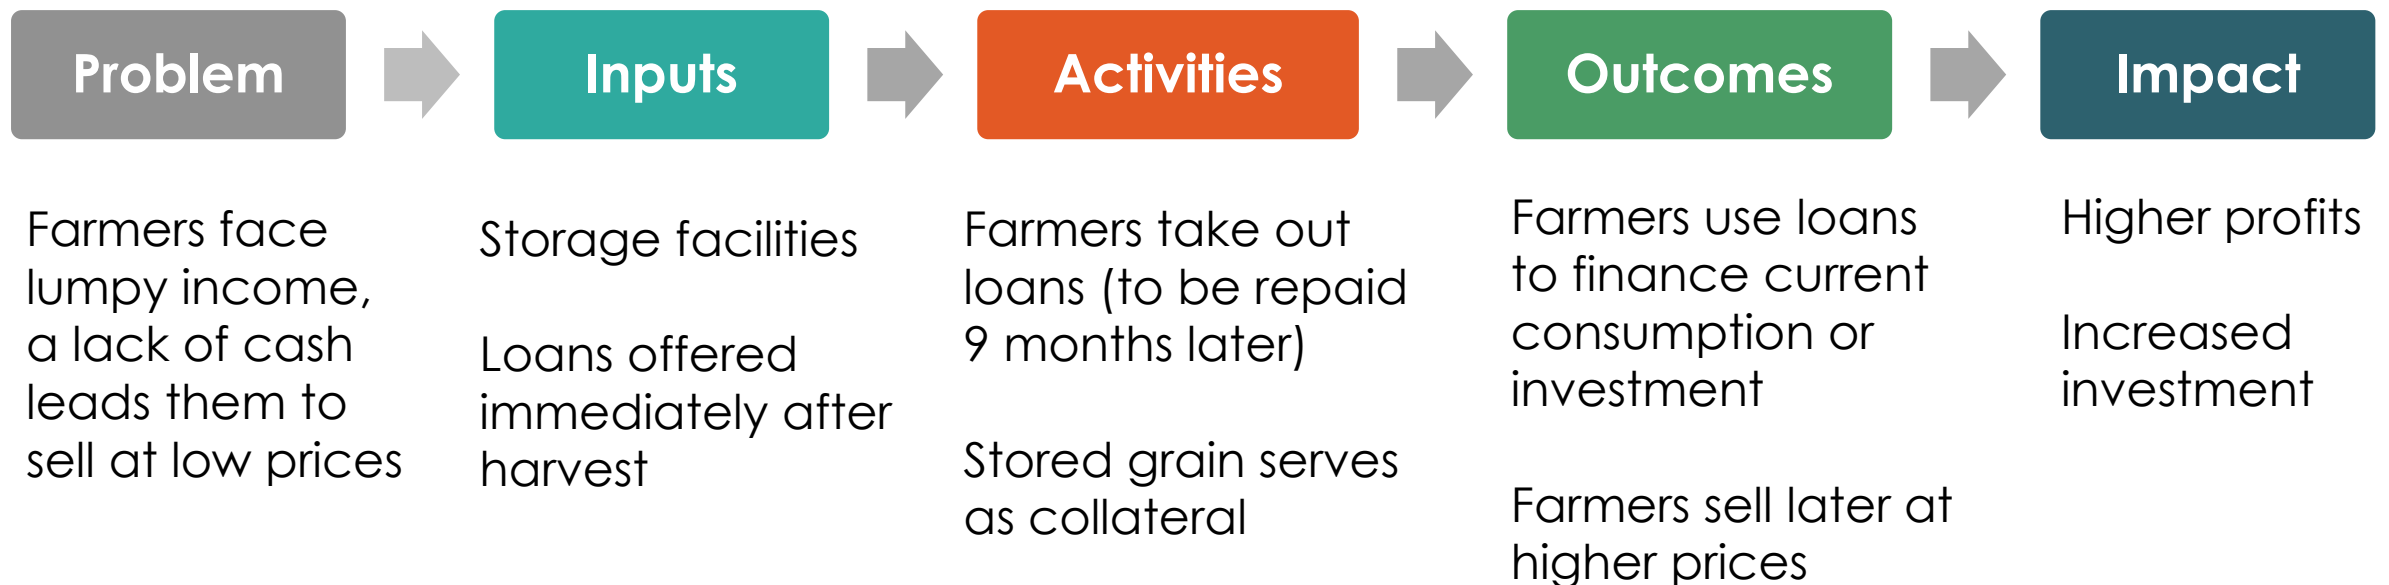 Problem
Inputs
Activities
Outcomes
Impact
Farmers face
lumpy income,
a lack of cash
leads them to
sell at low prices
Storage facilities
Loans offered
immediately after
harvest
Farmers take out
loans (to be repaid
9 months later)
Stored grain serves
as collateral
Farmers use loans
to finance current
consumption or
investment
Farmers sell later at
higher prices
Higher profits
Increased
investment